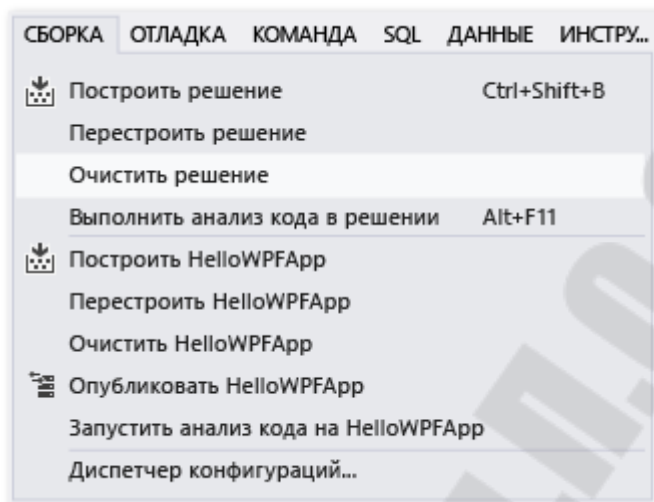 СБОРКА ОТЛАДКА КОМАНДА SQL ДАННЫЕ ИНСТРУ...
Построить решение Ctrl+Shift+B
Перестроить решение
Очистить решение
Выполнить анализ кода в решении Alt+F11
Построить HelloWPFApp
Перестроить HelloWPFApp
Очистить HelloWPFApp
Опубликовать HelloWPFApp
Запустить анализ кода на HelloWPFApp
Диспетчер конфигураций...